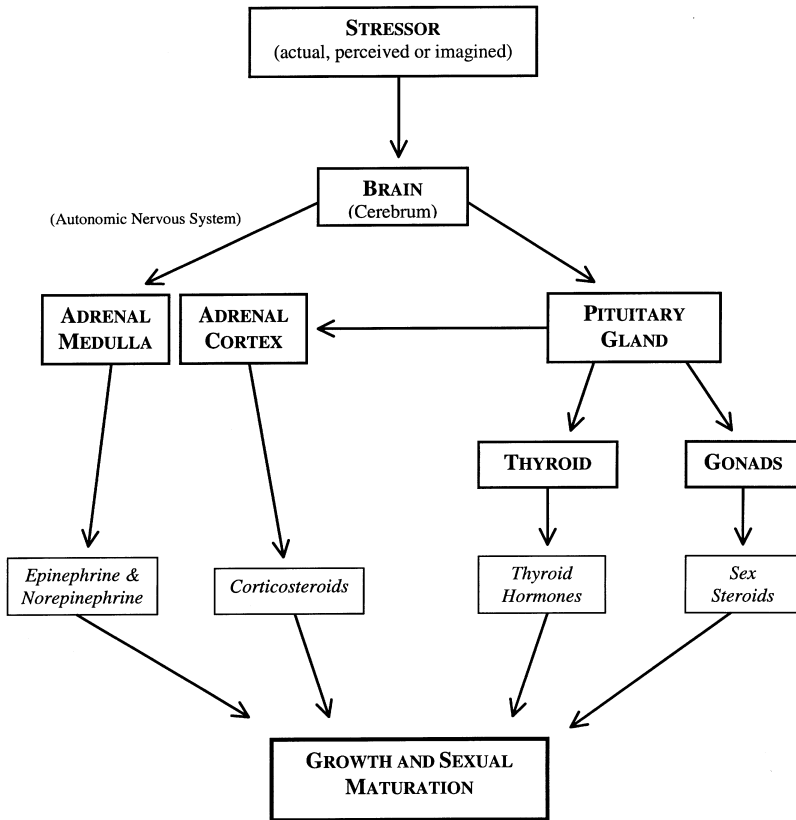 STRESSOR
(actual, perceived or imagined)
BRAIN
(Cerebrum)
(Autonomic Nervous System)
ADRENAL
MEDULLA
ADRENAL
CORTEX
PITUITARY
GLAND
THYROID
GONADS
Epinephrine &
Norepinephrine
Corticosteroids
Thyroid
Hormones
Sex
Steroids
GROWTH AND SEXUAL
MATURATION